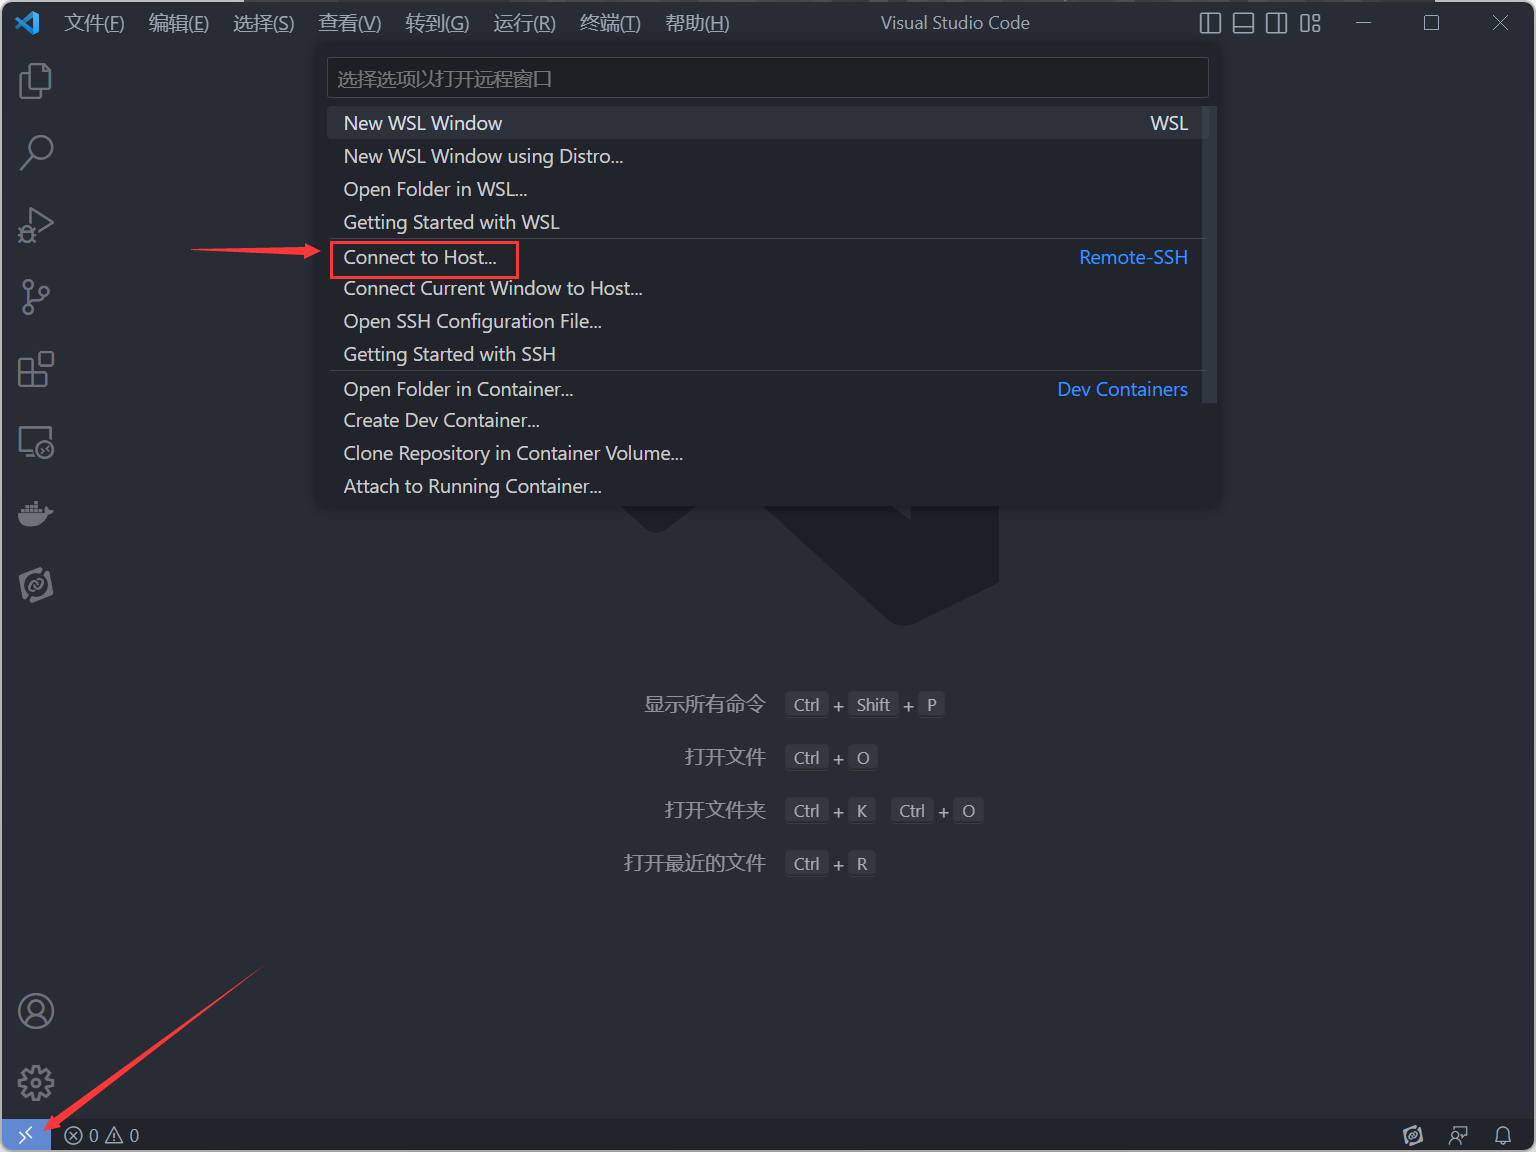 文件(F) 编辑(E) 选择(S) 查看(V) 转到(G) 运行(R) 终端(T) 帮助(H) Visual Studio Code
选择选项以打开远程窗口
New WSL Window WSL
New WSL Window using Distro...
Open Folder in WSL...
Getting Started with WSL
Connect to Host... Remote-SSH
Connect Current Window to Host...
Open SSH Configuration File...
Getting Started with SSH
Open Folder in Container... Dev Containers
Create Dev Container...
Clone Repository in Container Volume...
Attach to Running Container...
显示所有命令 Ctrl + Shift + P
打开文件 Ctrl + O
打开文件夹 Ctrl + K Ctrl + O
打开最近的文件 Ctrl + R
0 0